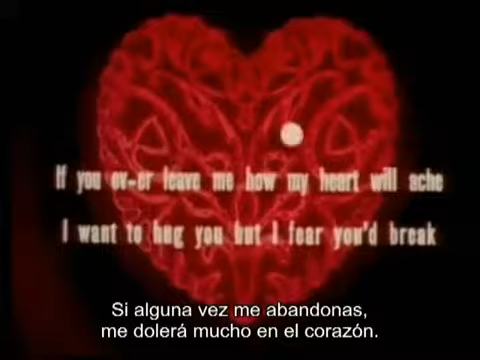 If you ev-er leave me how my heart will ache
I want to hug you but I fear you'd break
Si alguna vez me abandonas,
me dolerá mucho en el corazón.